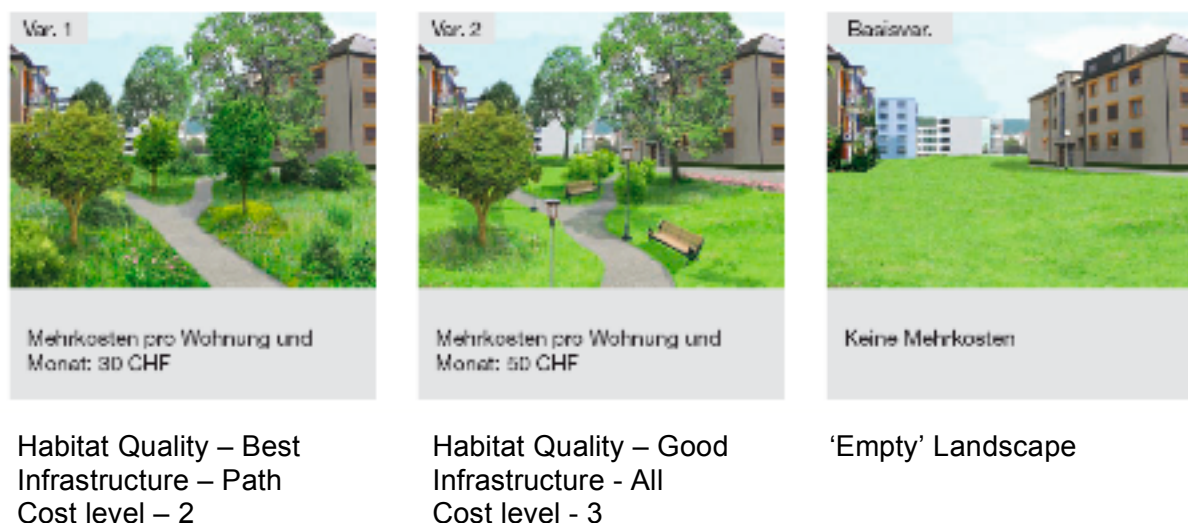 Var. 1
Var. 2
Basisvar.
Mehrkosten pro Wohnung und
Monat: 30 CHF
Mehrkosten pro Wohnung und
Monat: 50 CHF
Keine Mehrkosten
Habitat Quality – Best
Infrastructure – Path
Cost level – 2
Habitat Quality – Good
Infrastructure - All
Cost level - 3
‘Empty’ Landscape